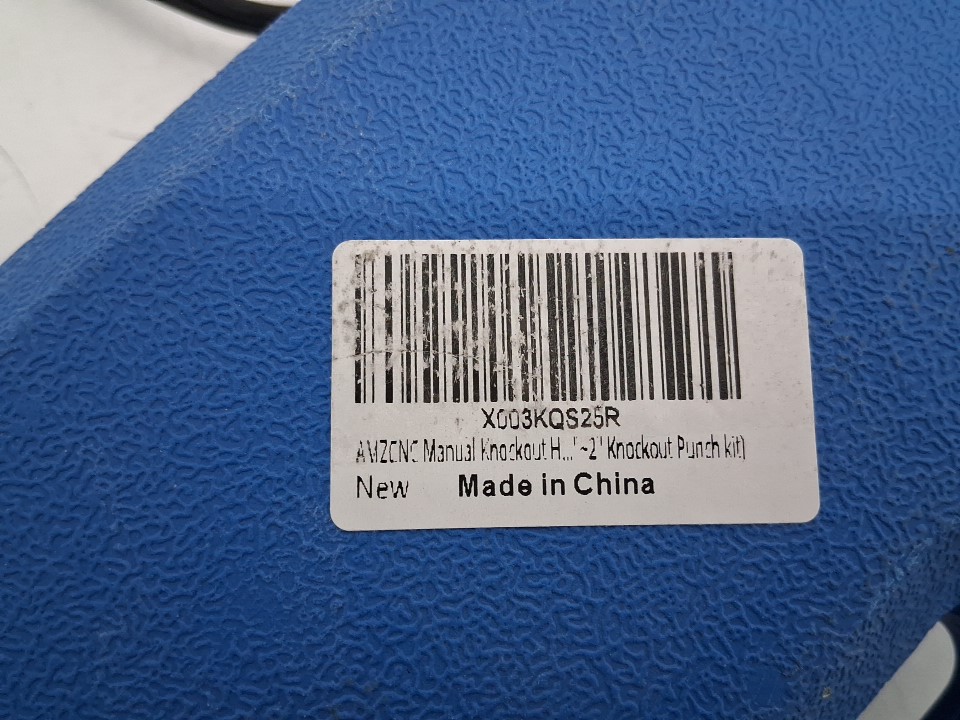 X003KQS25R
AMZCNC Manual Knockout H..."~2" Knockout Punch kit)
New Made in China